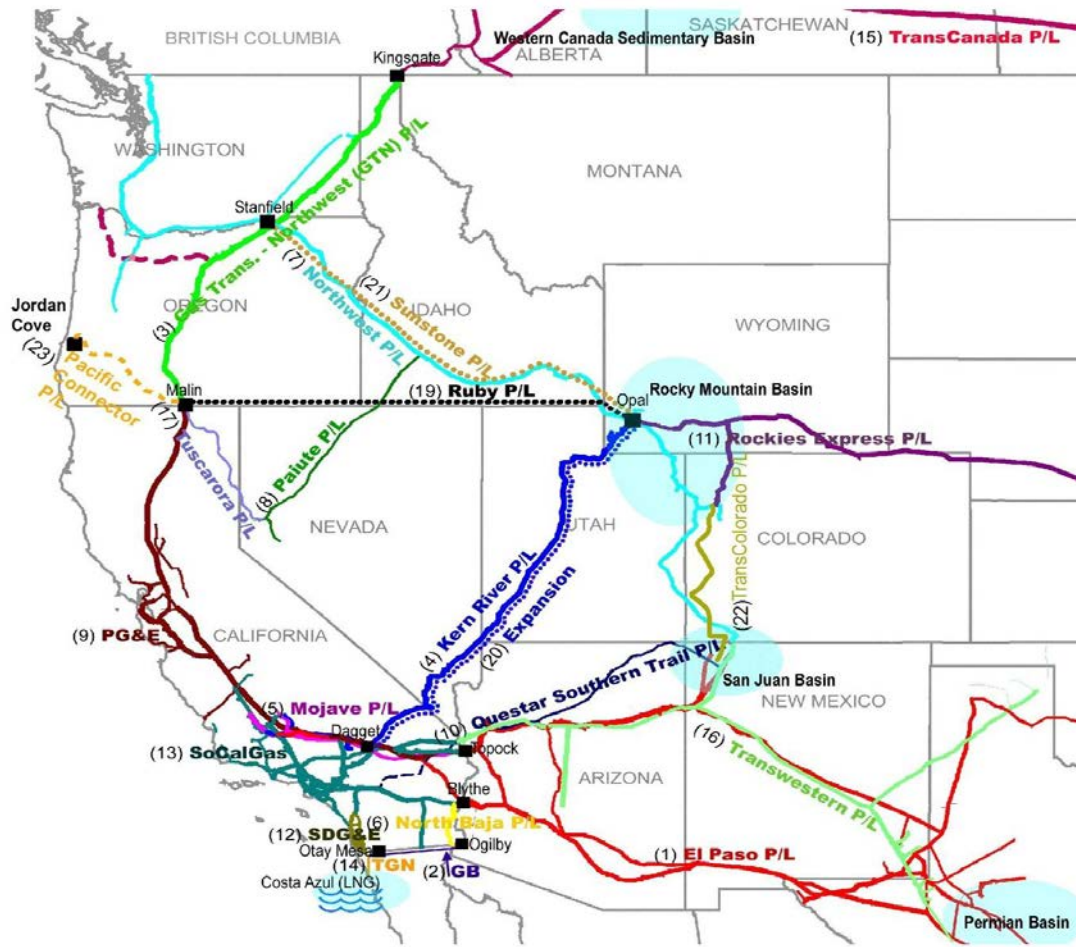 SASKATCHEWAN
BRITISH COLUMBIA
Western Canada Sedimentary Basin
(15) TransCanada P/L
ALBERTA
Kingsgate
WASHINGTON
MONTANA
Stanfield
(3) Gas Trans. - Northwest (GTN) P/L
(7) Northwest P/L
(21) Sunstone P/L
OREGON
IDAHO
WYOMING
Jordan
Cove
(23)
Pacific
Connector
P/L
Malin
(19) Ruby P/L
Rocky Mountain Basin
Opal
(17) Tuscarora P/L
(8) Paiute P/L
(11) Rockies Express P/L
NEVADA
UTAH
COLORADO
(22) TransColorado P/L
(4) Kern River P/L
(20) Expansion
(9) PG&E
CALIFORNIA
(10) Questar Southern Trail P/L
San Juan Basin
NEW MEXICO
(5) Mojave P/L
Dagget
Topock
(13) SoCalGas
(16) Transwestern P/L
ARIZONA
Blythe
(6) North Baja P/L
(12) SDG&E
Otay Mesa
Ogilby
(14) TGN
(2) GB
(1) El Paso P/L
Costa Azul (LNG)
Permian Basin